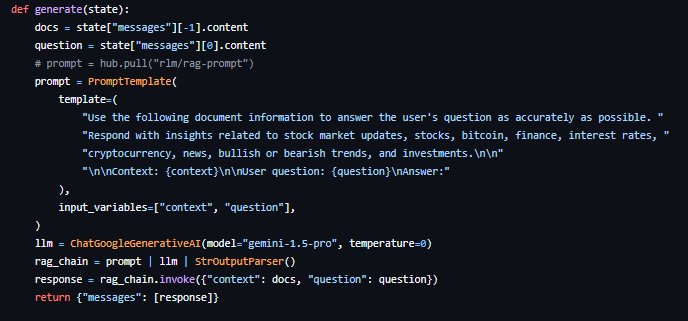 def generate(state):
    docs = state["messages"][-1].content
    question = state["messages"][0].content
    # prompt = hub.pull("rlm/rag-prompt")
    prompt = PromptTemplate(
        template=(
            "Use the following document information to answer the user's question as accurately as possible. "
            "Respond with insights related to stock market updates, stocks, bitcoin, finance, interest rates, "
            "cryptocurrency, news, bullish or bearish trends, and investments.\n\n"
            "\n\nContext: {context}\n\nUser question: {question}\nAnswer:"
        ),
        input_variables=["context", "question"],
    )
    llm = ChatGoogleGenerativeAI(model="gemini-1.5-pro", temperature=0)
    rag_chain = prompt | llm | StrOutputParser()
    response = rag_chain.invoke({"context": docs, "question": question})
    return {"messages": [response]}